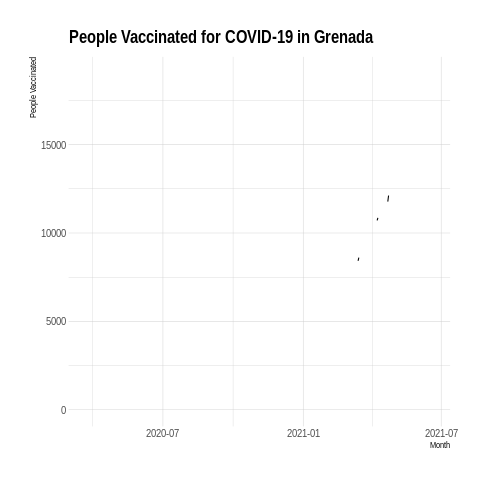 People Vaccinated for COVID-19 in Grenada
People Vaccinated
15000
10000
5000
0
2020-07
2021-01
2021-07
Month